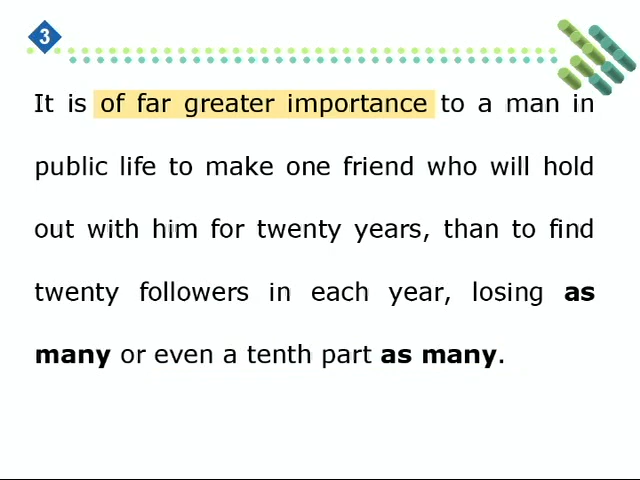 3
It is of far greater importance to a man in
public life to make one friend who will hold
out with him for twenty years, than to find
twenty followers in each year, losing as
many or even a tenth part as many.